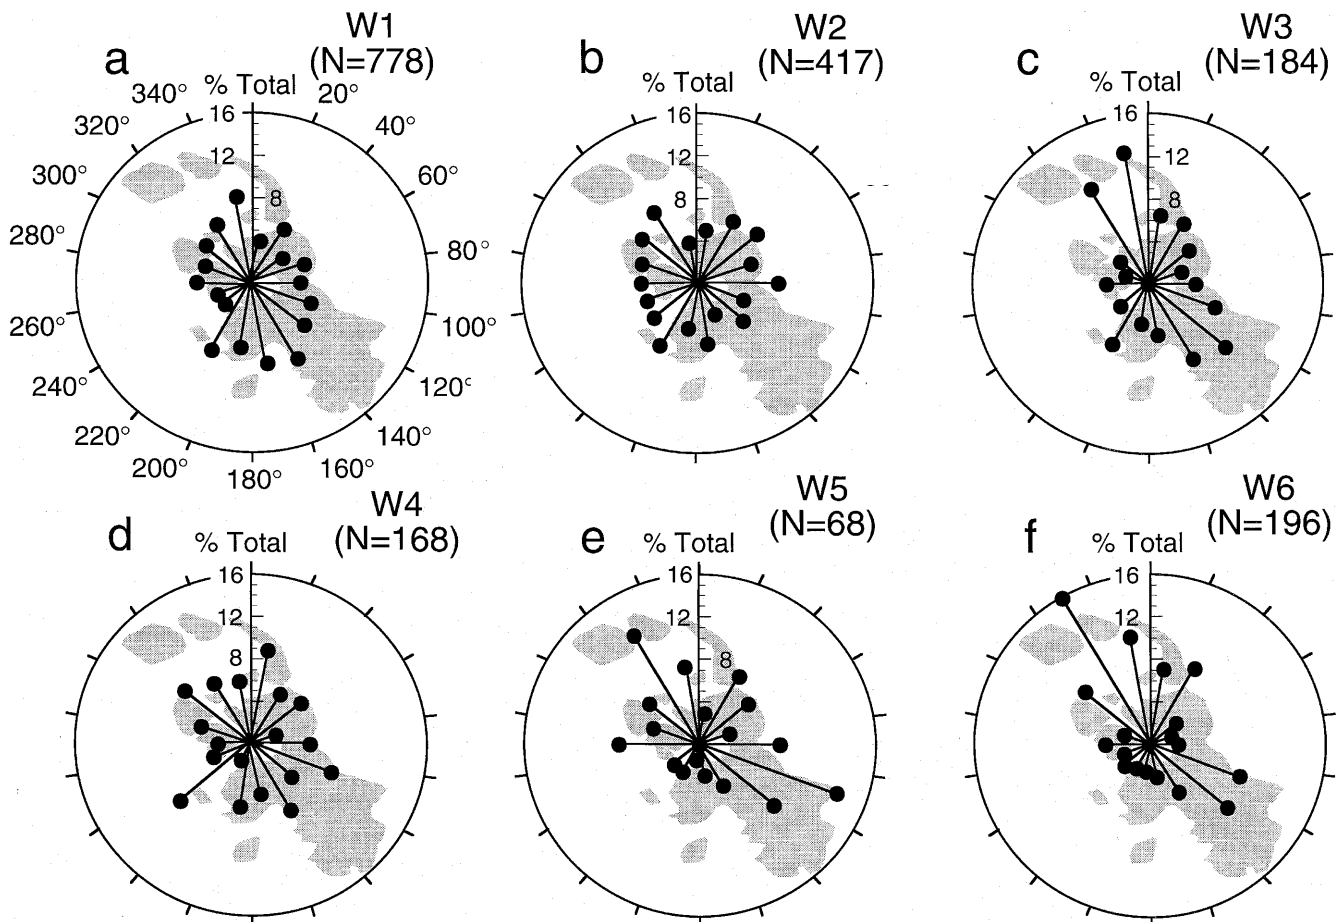 a
W1
(N=778)
% Total
340° 16 20°
320° 40°
12
300° 8 60°
280° 80°
260° 100°
240° 120°
220° 140°
200° 180° 160°
b
W2
(N=417)
% Total
16
12
8
c
W3
(N=184)
% Total
16
12
8
d
W4
(N=168)
% Total
16
12
8
e
W5
(N=68)
% Total
16
12
8
f
W6
(N=196)
% Total
16
12
8